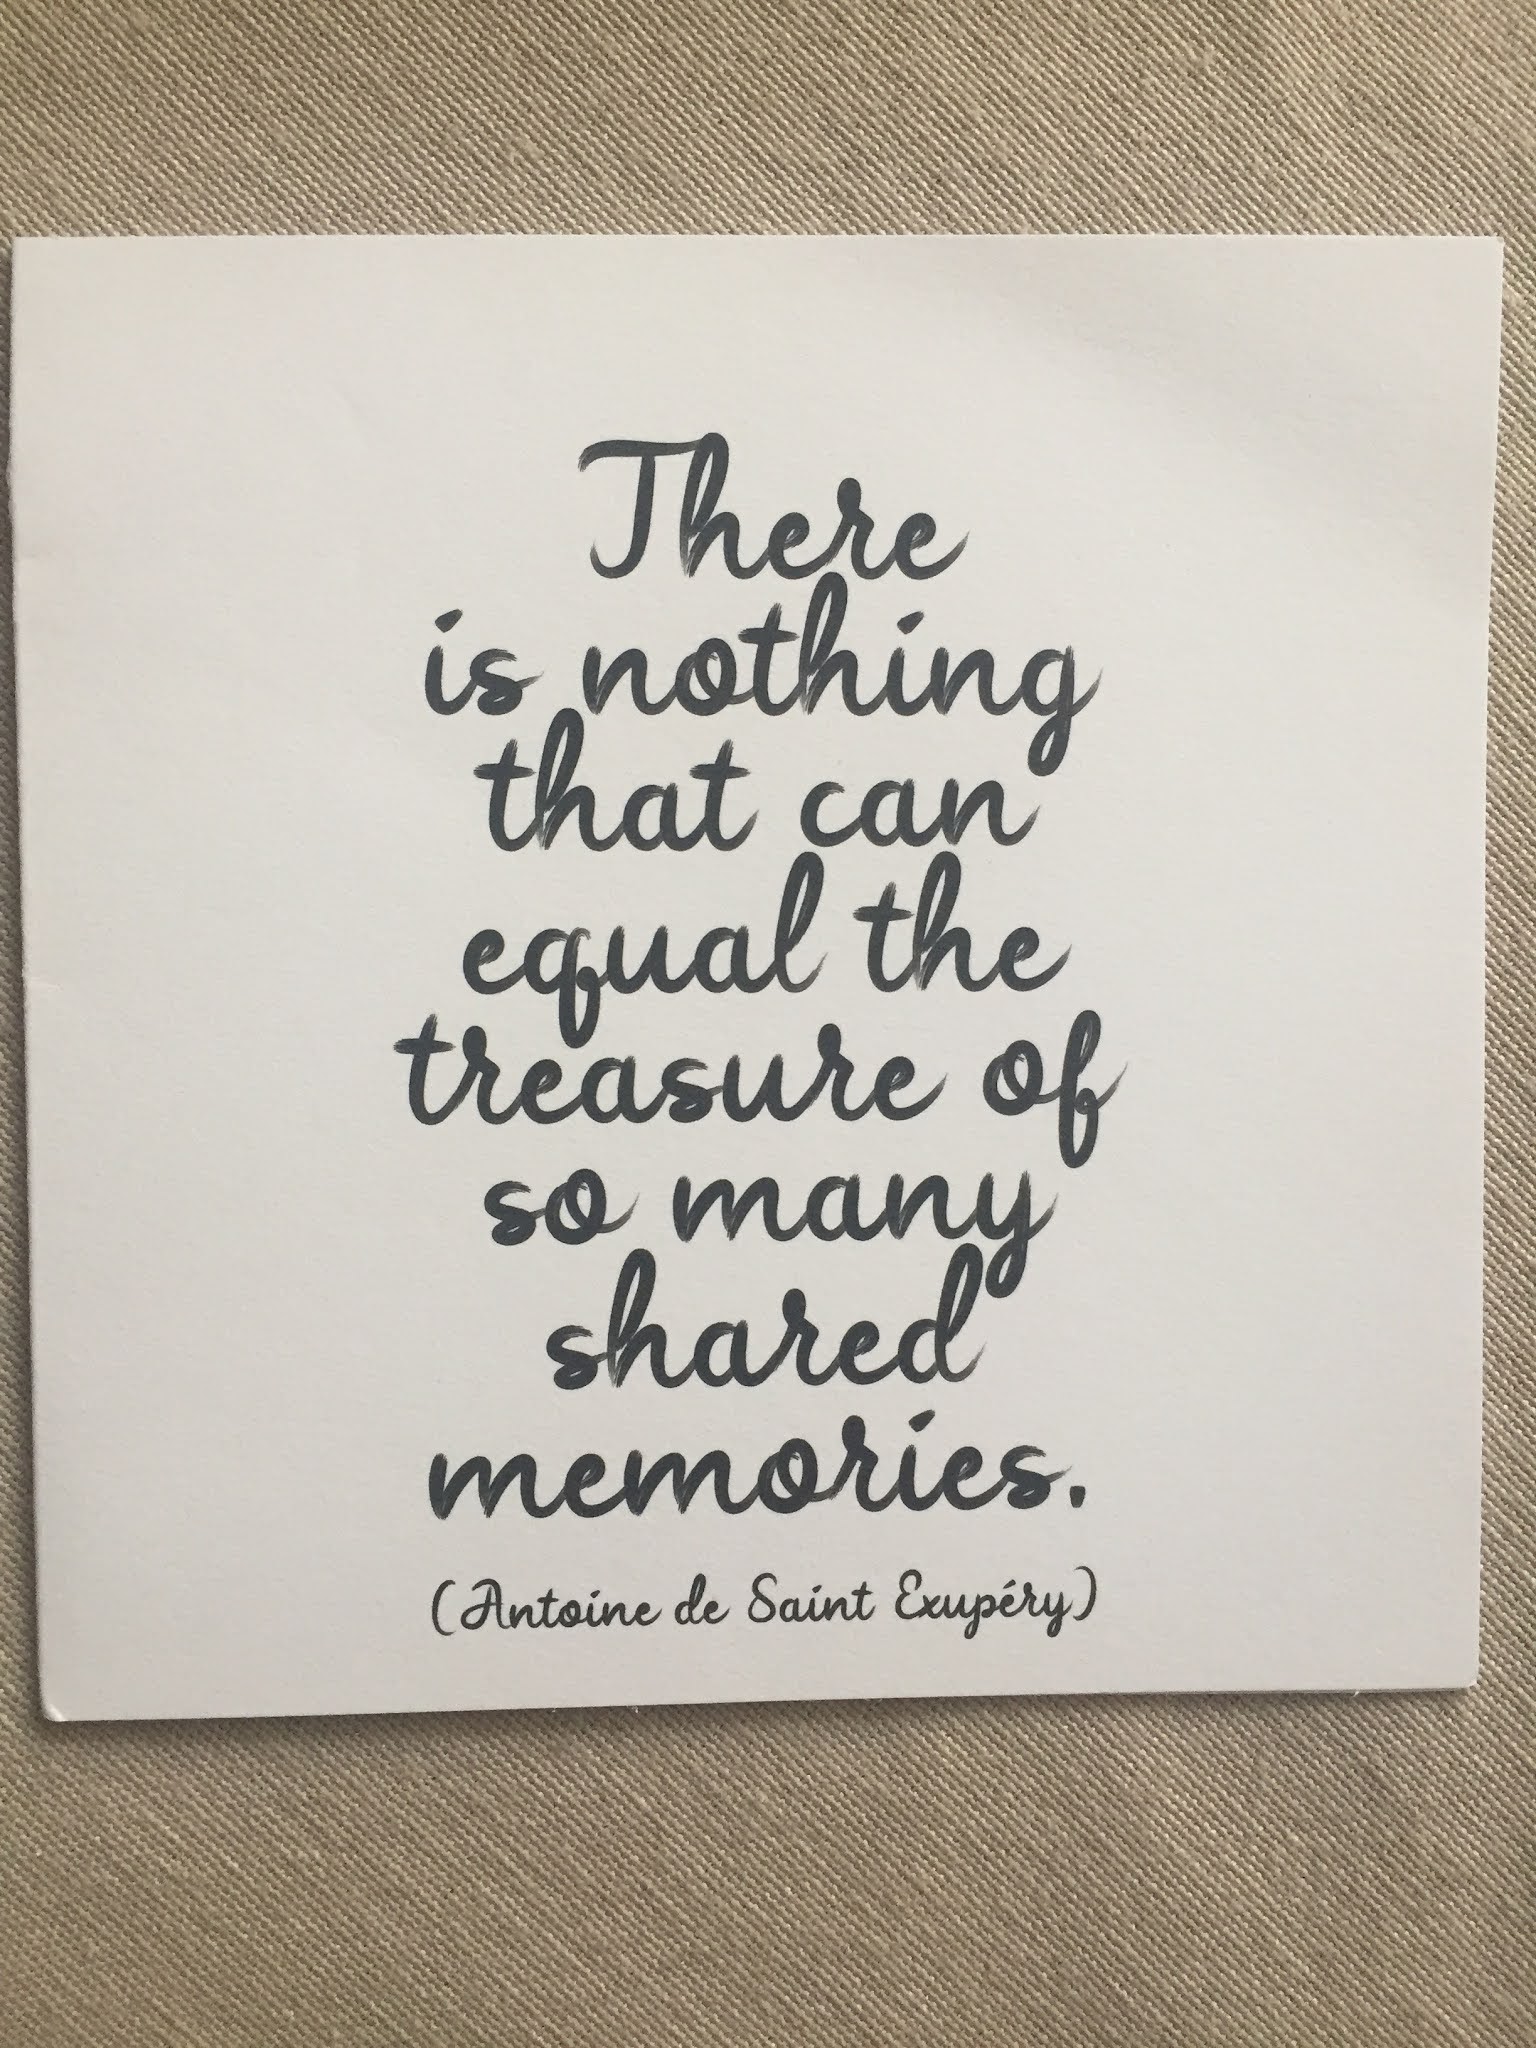 There
is nothing
that can
equal the
treasure of
so many
shared
memories.
(Antoine de Saint Exupéry)